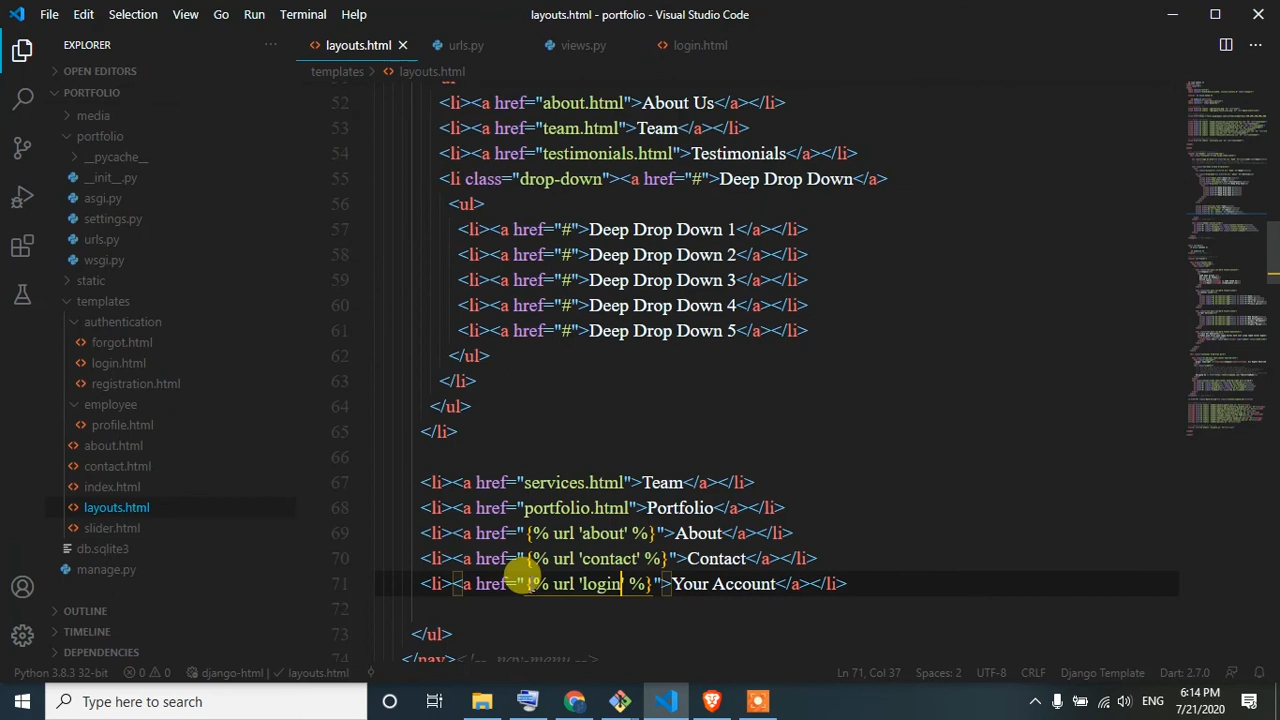 File Edit Selection View Go Run Terminal Help layouts.html - portfolio - Visual Studio Code
EXPLORER
layouts.html
urls.py
views.py
login.html
OPEN EDITORS
templates layouts.html
PORTFOLIO
media
portfolio
__pycache__
__init__.py
asgi.py
settings.py
urls.py
wsgi.py
static
templates
authentication
forgot.html
login.html
registration.html
employee
profile.html
about.html
contact.html
index.html
layouts.html
slider.html
db.sqlite3
manage.py
OUTLINE
TIMELINE
DEPENDENCIES
52 <li><a href="about.html">About Us</a></li>
53 <li><a href="team.html">Team</a></li>
54 <li><a href="testimonials.html">Testimonials</a></li>
55 <li class="drop-down"><a href="#">Deep Drop Down</a>
56 <ul>
57 <li><a href="#">Deep Drop Down 1</a></li>
58 <li><a href="#">Deep Drop Down 2</a></li>
59 <li><a href="#">Deep Drop Down 3</a></li>
60 <li><a href="#">Deep Drop Down 4</a></li>
61 <li><a href="#">Deep Drop Down 5</a></li>
62 </ul>
63 </li>
64 </ul>
65 </li>
66
67 <li><a href="services.html">Team</a></li>
68 <li><a href="portfolio.html">Portfolio</a></li>
69 <li><a href="{% url 'about' %}">About</a></li>
70 <li><a href="{% url 'contact' %}">Contact</a></li>
71 <li><a href="{% url 'login' %}">Your Account</a></li>
72
73 </ul>
74 </nav><!-- .nav-menu -->
Python 3.8.3 32-bit 0 0 django-html layouts.html Ln 71, Col 37 Spaces: 2 UTF-8 CRLF Django Template Dart: 2.7.0
Type here to search
ENG
6:14 PM
7/21/2020